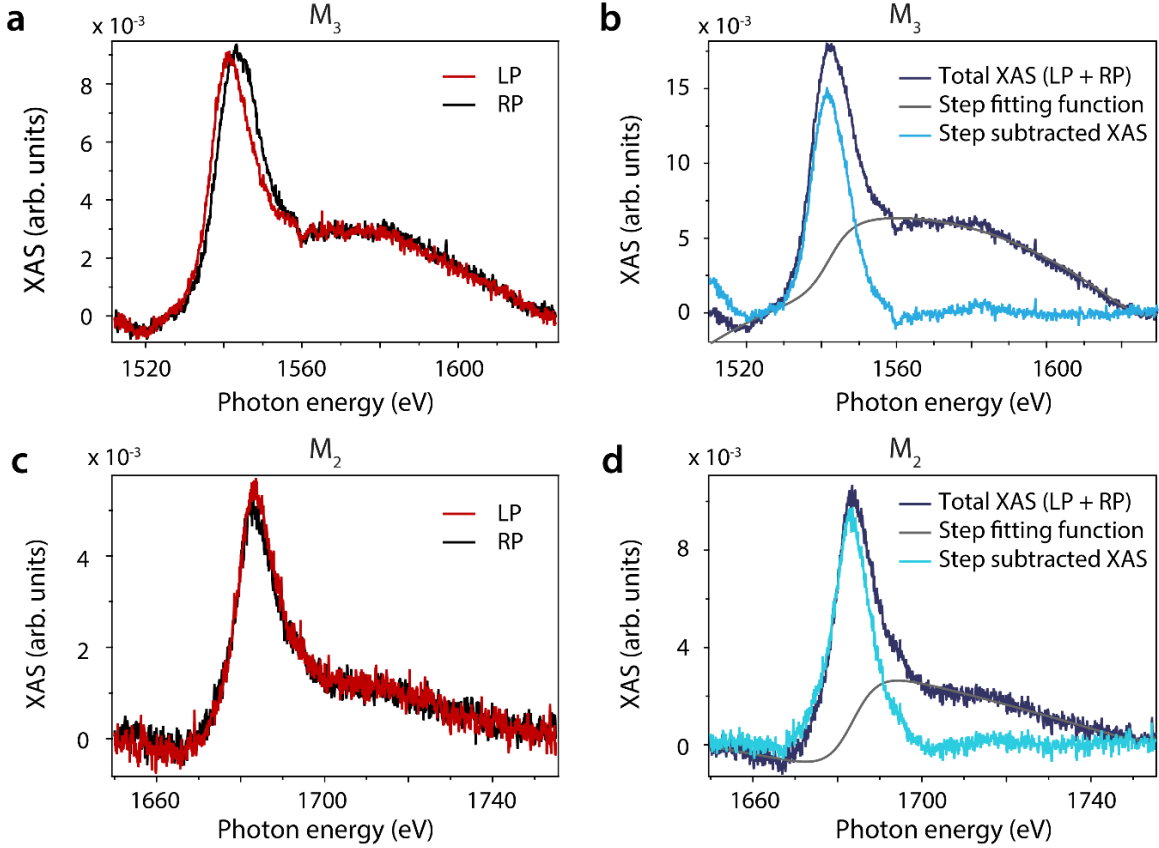 a
x 10-3
M3
8
6
4
2
0
XAS (arb. units)
LP
RP
1520 1560 1600
Photon energy (eV)
b
x 10-3
M3
15
10
5
0
XAS (arb. units)
Total XAS (LP + RP)
Step fitting function
Step subtracted XAS
1520 1560 1600
Photon energy (eV)
c
x 10-3
M2
4
2
0
XAS (arb. units)
LP
RP
1660 1700 1740
Photon energy (eV)
d
x 10-3
M2
8
4
0
XAS (arb. units)
Total XAS (LP + RP)
Step fitting function
Step subtracted XAS
1660 1700 1740
Photon energy (eV)